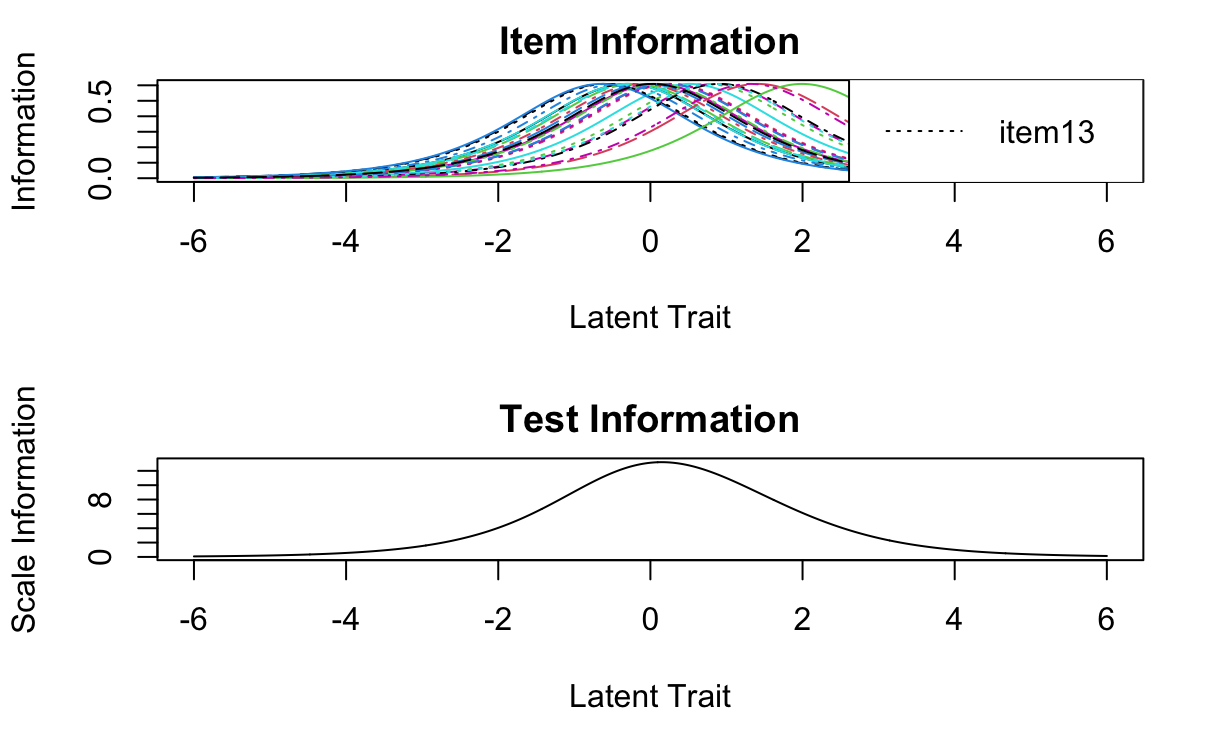 Item Information
Information
0.5
0.0
item13
-6 -4 -2 0 2 4 6
Latent Trait
Test Information
Scale Information
8
0
-6 -4 -2 0 2 4 6
Latent Trait